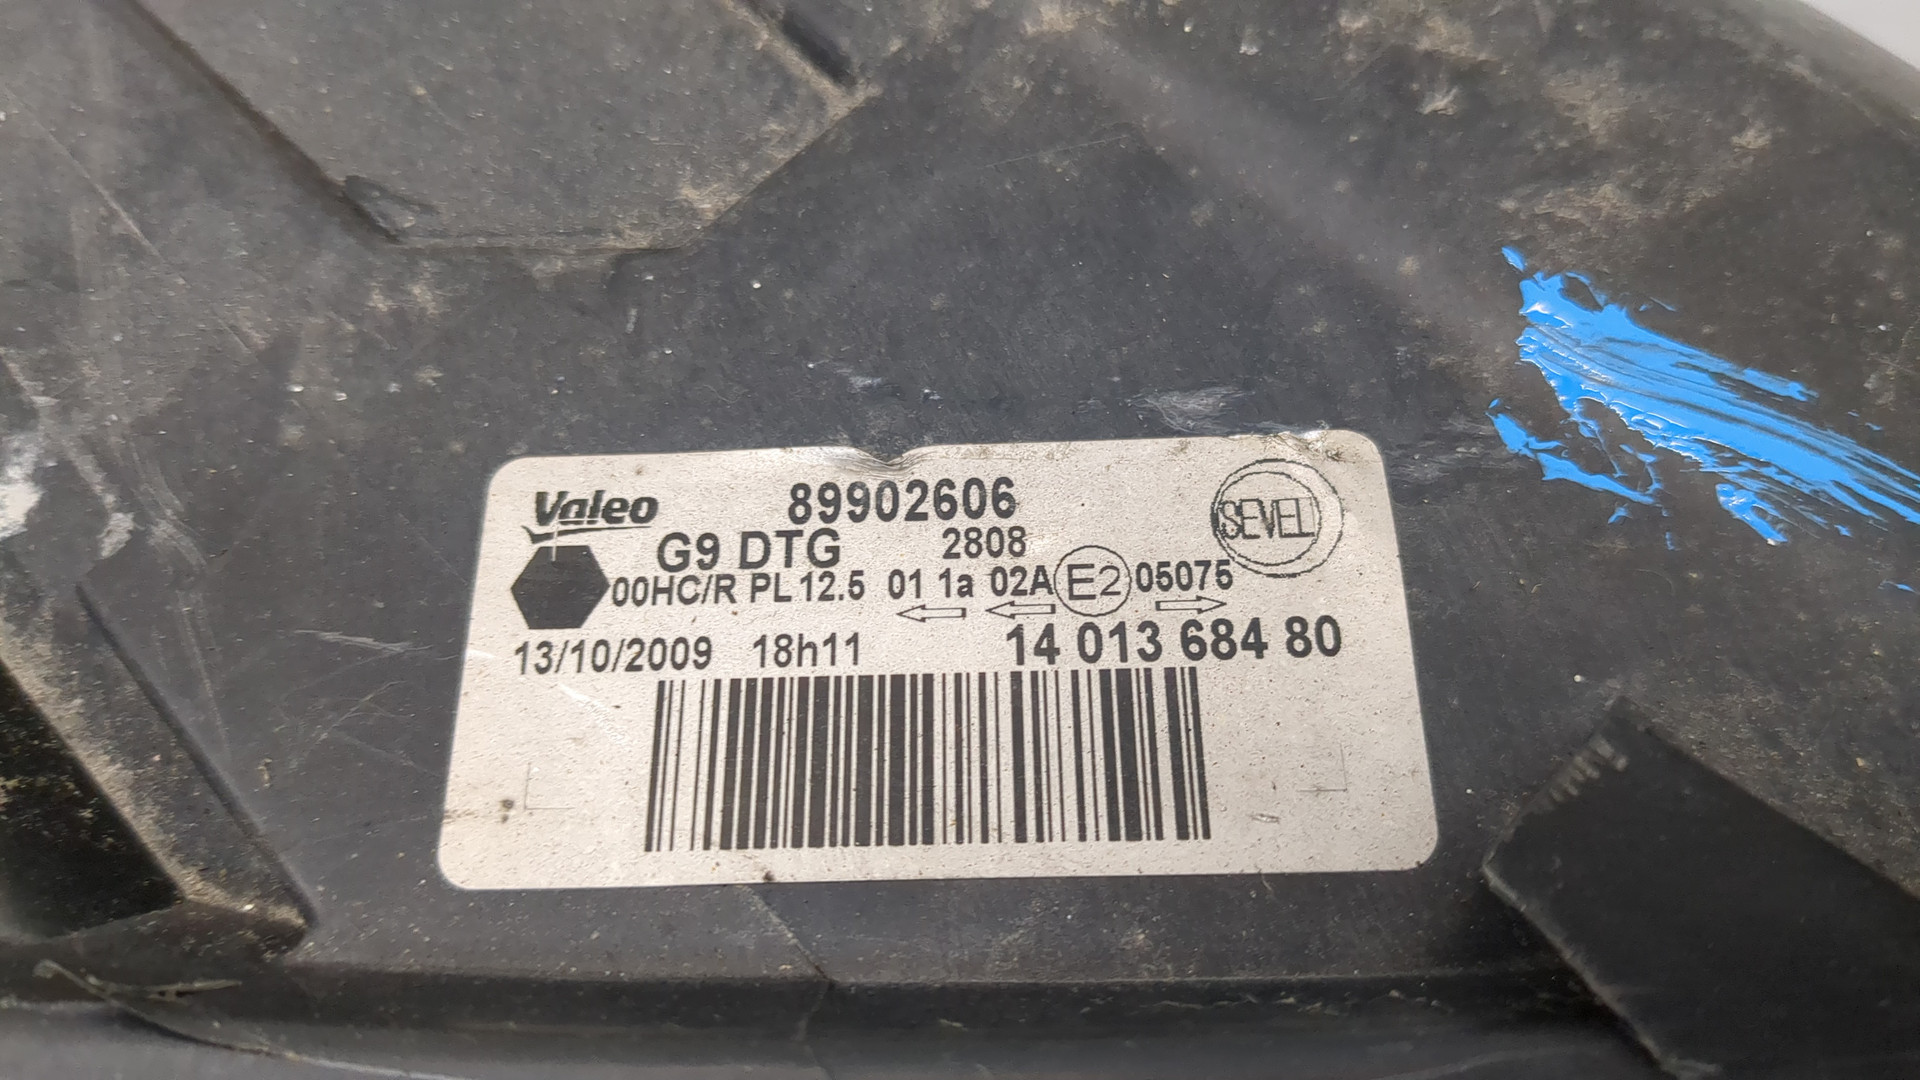 Valeo 89902606 SEVEL
G9 DTG 2808
00HC/R PL 12.5 01 1a 02A E2 05075
13/10/2009 18h11 14 013 684 80